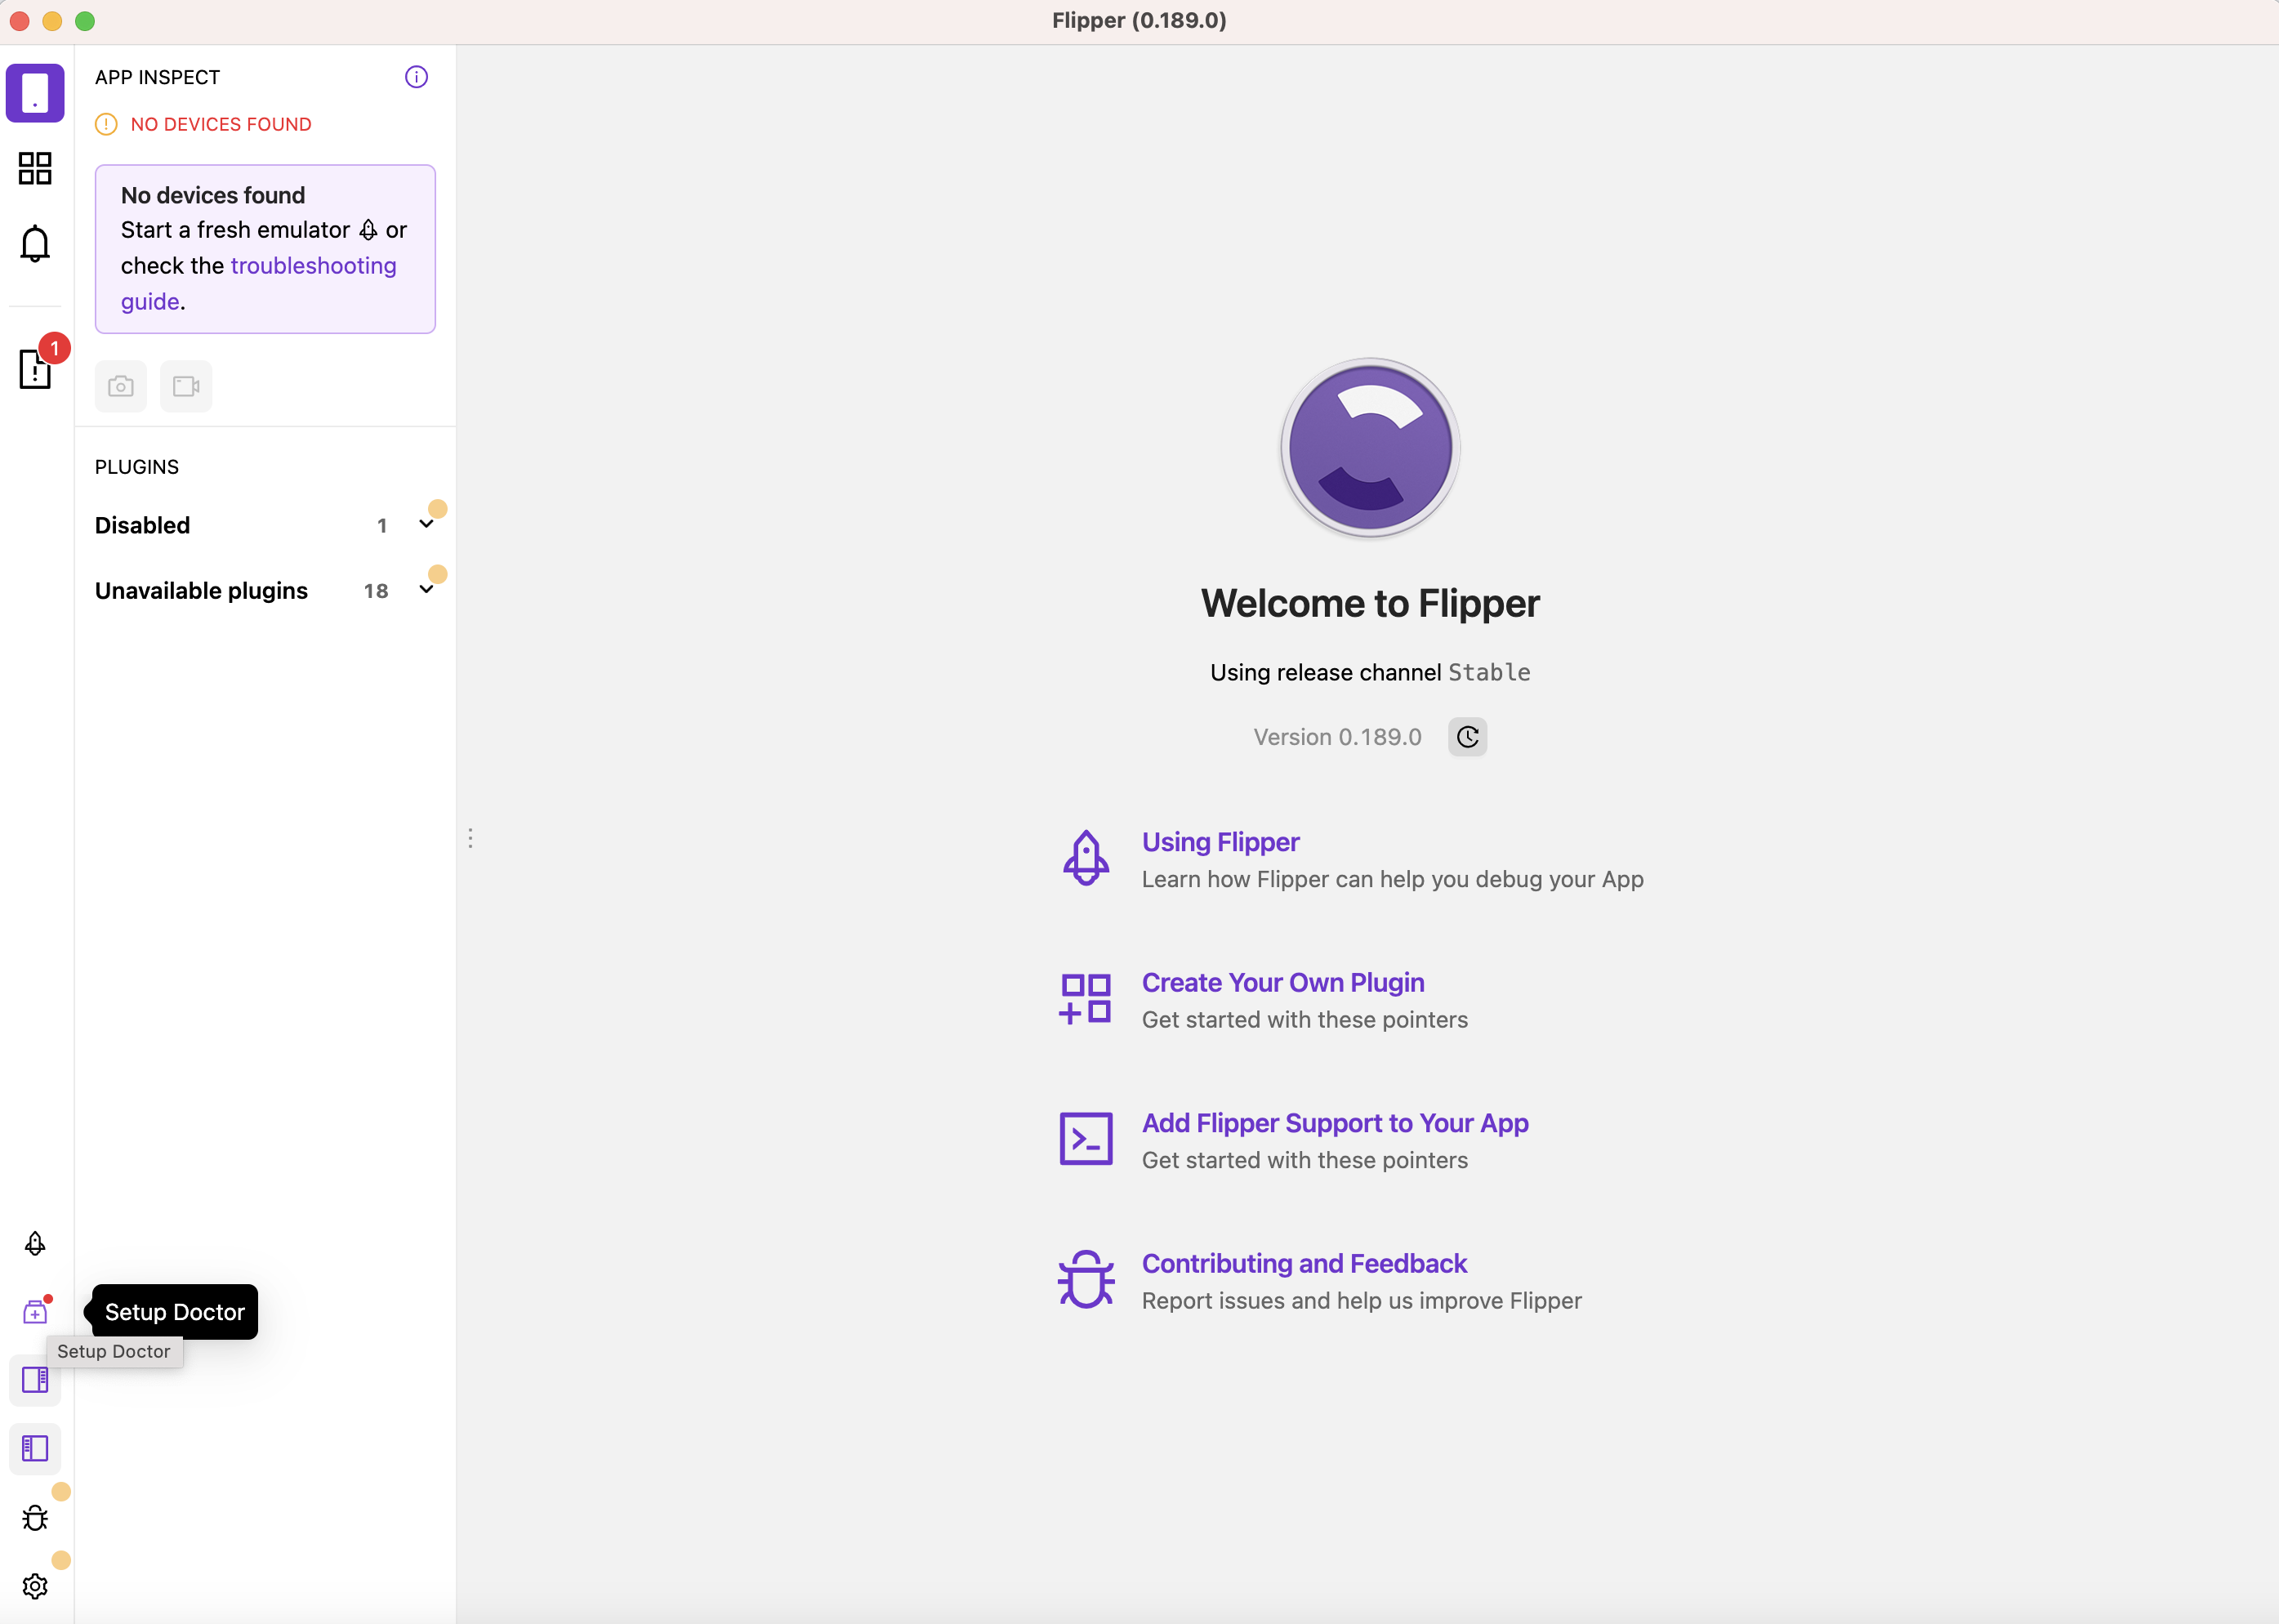 Flipper (0.189.0)
APP INSPECT
NO DEVICES FOUND
No devices found
Start a fresh emulator or
check the troubleshooting
guide.
1
PLUGINS
Disabled 1
Unavailable plugins 18
Setup Doctor
Setup Doctor
Welcome to Flipper
Using release channel Stable
Version 0.189.0
Using Flipper
Learn how Flipper can help you debug your App
Create Your Own Plugin
Get started with these pointers
Add Flipper Support to Your App
Get started with these pointers
Contributing and Feedback
Report issues and help us improve Flipper